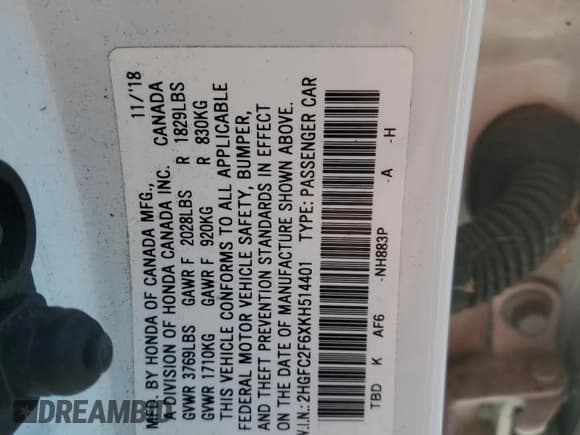 MFD. BY HONDA OF CANADA MFG., 11/'18
A DIVISION OF HONDA CANADA INC. CANADA
GVWR 3769LBS GAWR F 2028LBS R 1829LBS
GVWR 1710KG GAWR F 920KG R 830KG
THIS VEHICLE CONFORMS TO ALL APPLICABLE
FEDERAL MOTOR VEHICLE SAFETY, BUMPER,
AND THEFT PREVENTION STANDARDS IN EFFECT
ON THE DATE OF MANUFACTURE SHOWN ABOVE.
V.I.N.: 2HGFC2F6XKH514401 TYPE: PASSENGER CAR
TBD K AF6 -NH883P -A -H
DREAMBID